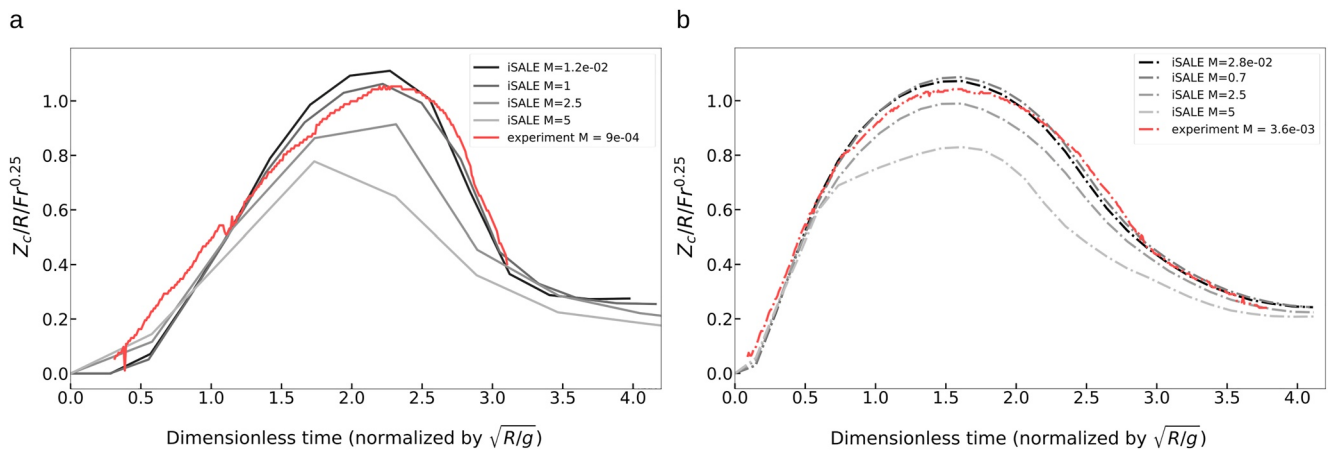 a
b
iSALE M=1.2e-02
iSALE M=1
iSALE M=2.5
iSALE M=5
experiment M = 9e-04
iSALE M=2.8e-02
iSALE M=0.7
iSALE M=2.5
iSALE M=5
experiment M = 3.6e-03
1.0
0.8
0.6
0.4
0.2
0.0
Z_c/R/Fr^0.25
0.0 0.5 1.0 1.5 2.0 2.5 3.0 3.5 4.0
Dimensionless time (normalized by √R/g)
1.0
0.8
0.6
0.4
0.2
0.0
Z_c/R/Fr^0.25
0.0 0.5 1.0 1.5 2.0 2.5 3.0 3.5 4.0
Dimensionless time (normalized by √R/g)